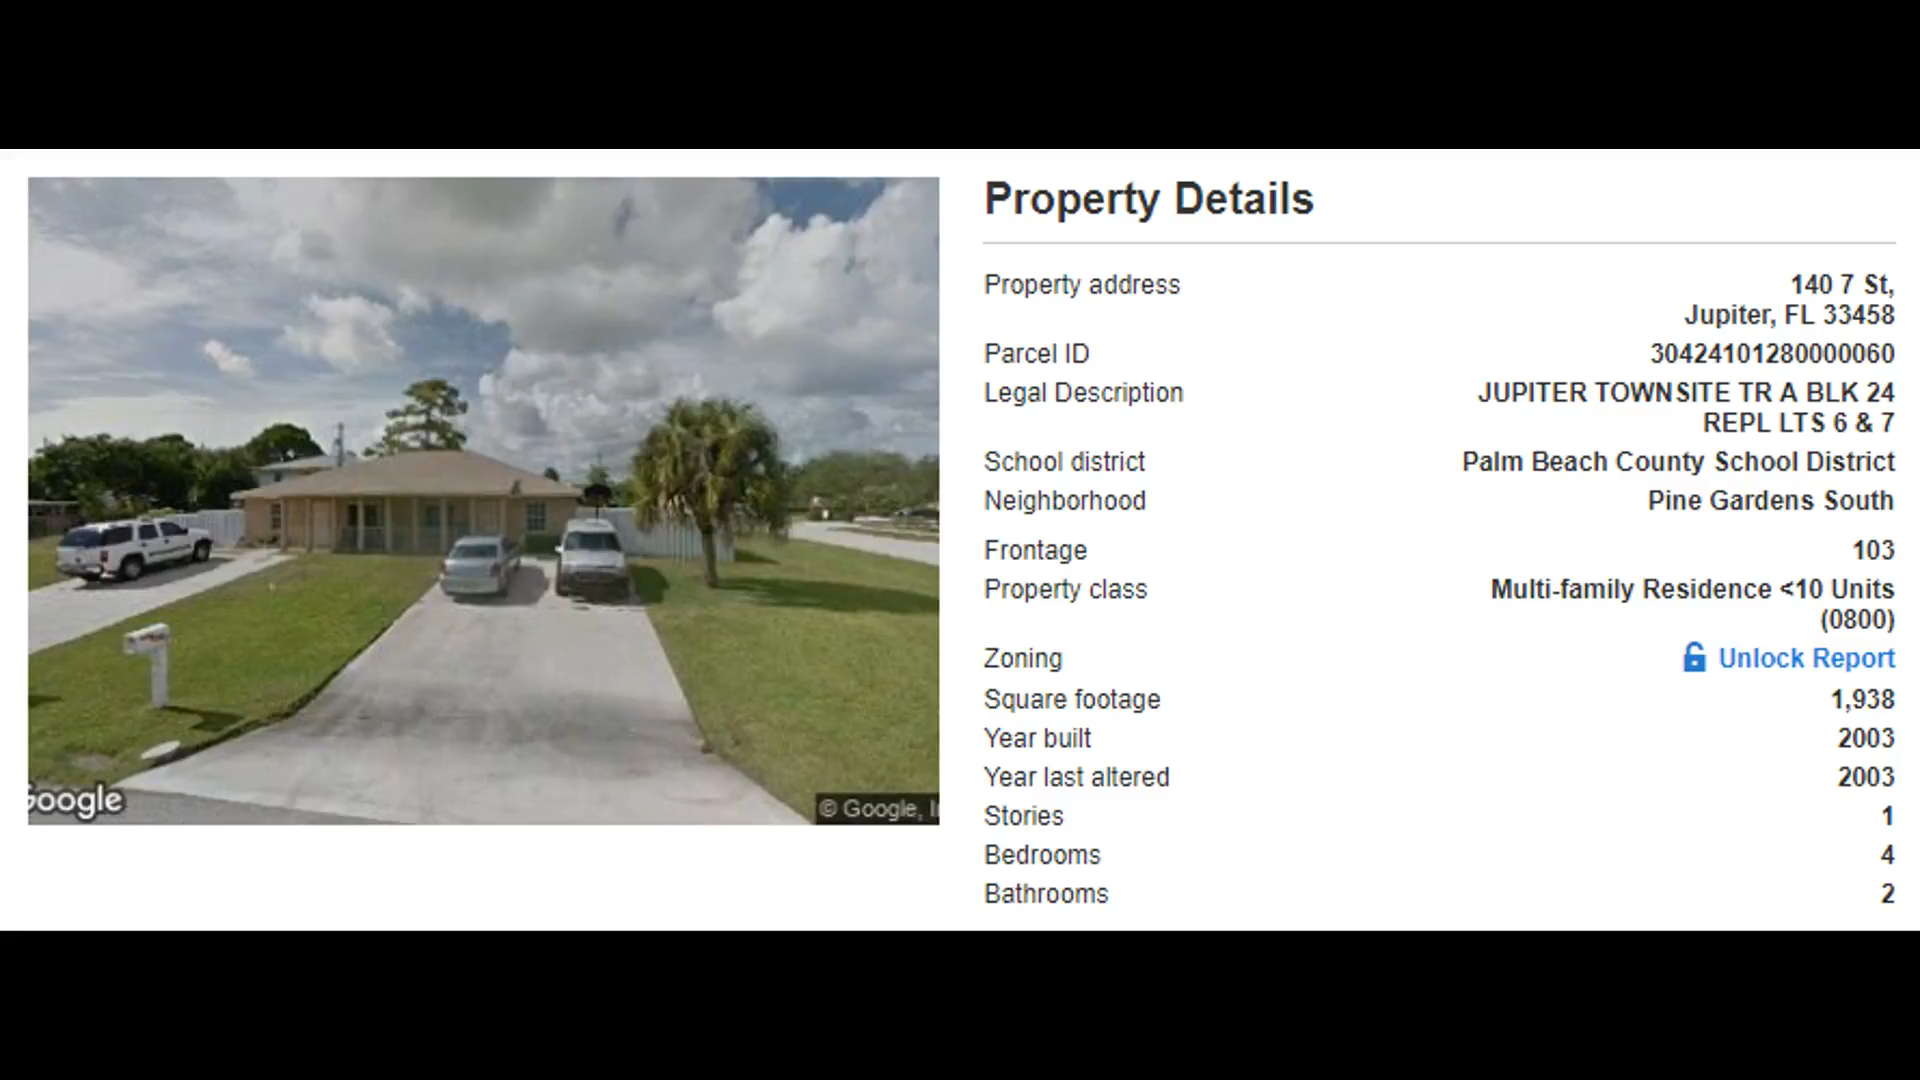 Property Details
Property address 140 7 St,
Jupiter, FL 33458
Parcel ID 30424101280000060
Legal Description JUPITER TOWNSITE TR A BLK 24
REPL LTS 6 & 7
School district Palm Beach County School District
Neighborhood Pine Gardens South
Frontage 103
Property class Multi-family Residence <10 Units
(0800)
Zoning Unlock Report
Square footage 1,938
Year built 2003
Year last altered 2003
Stories 1
Bedrooms 4
Bathrooms 2
Google
© Google, I